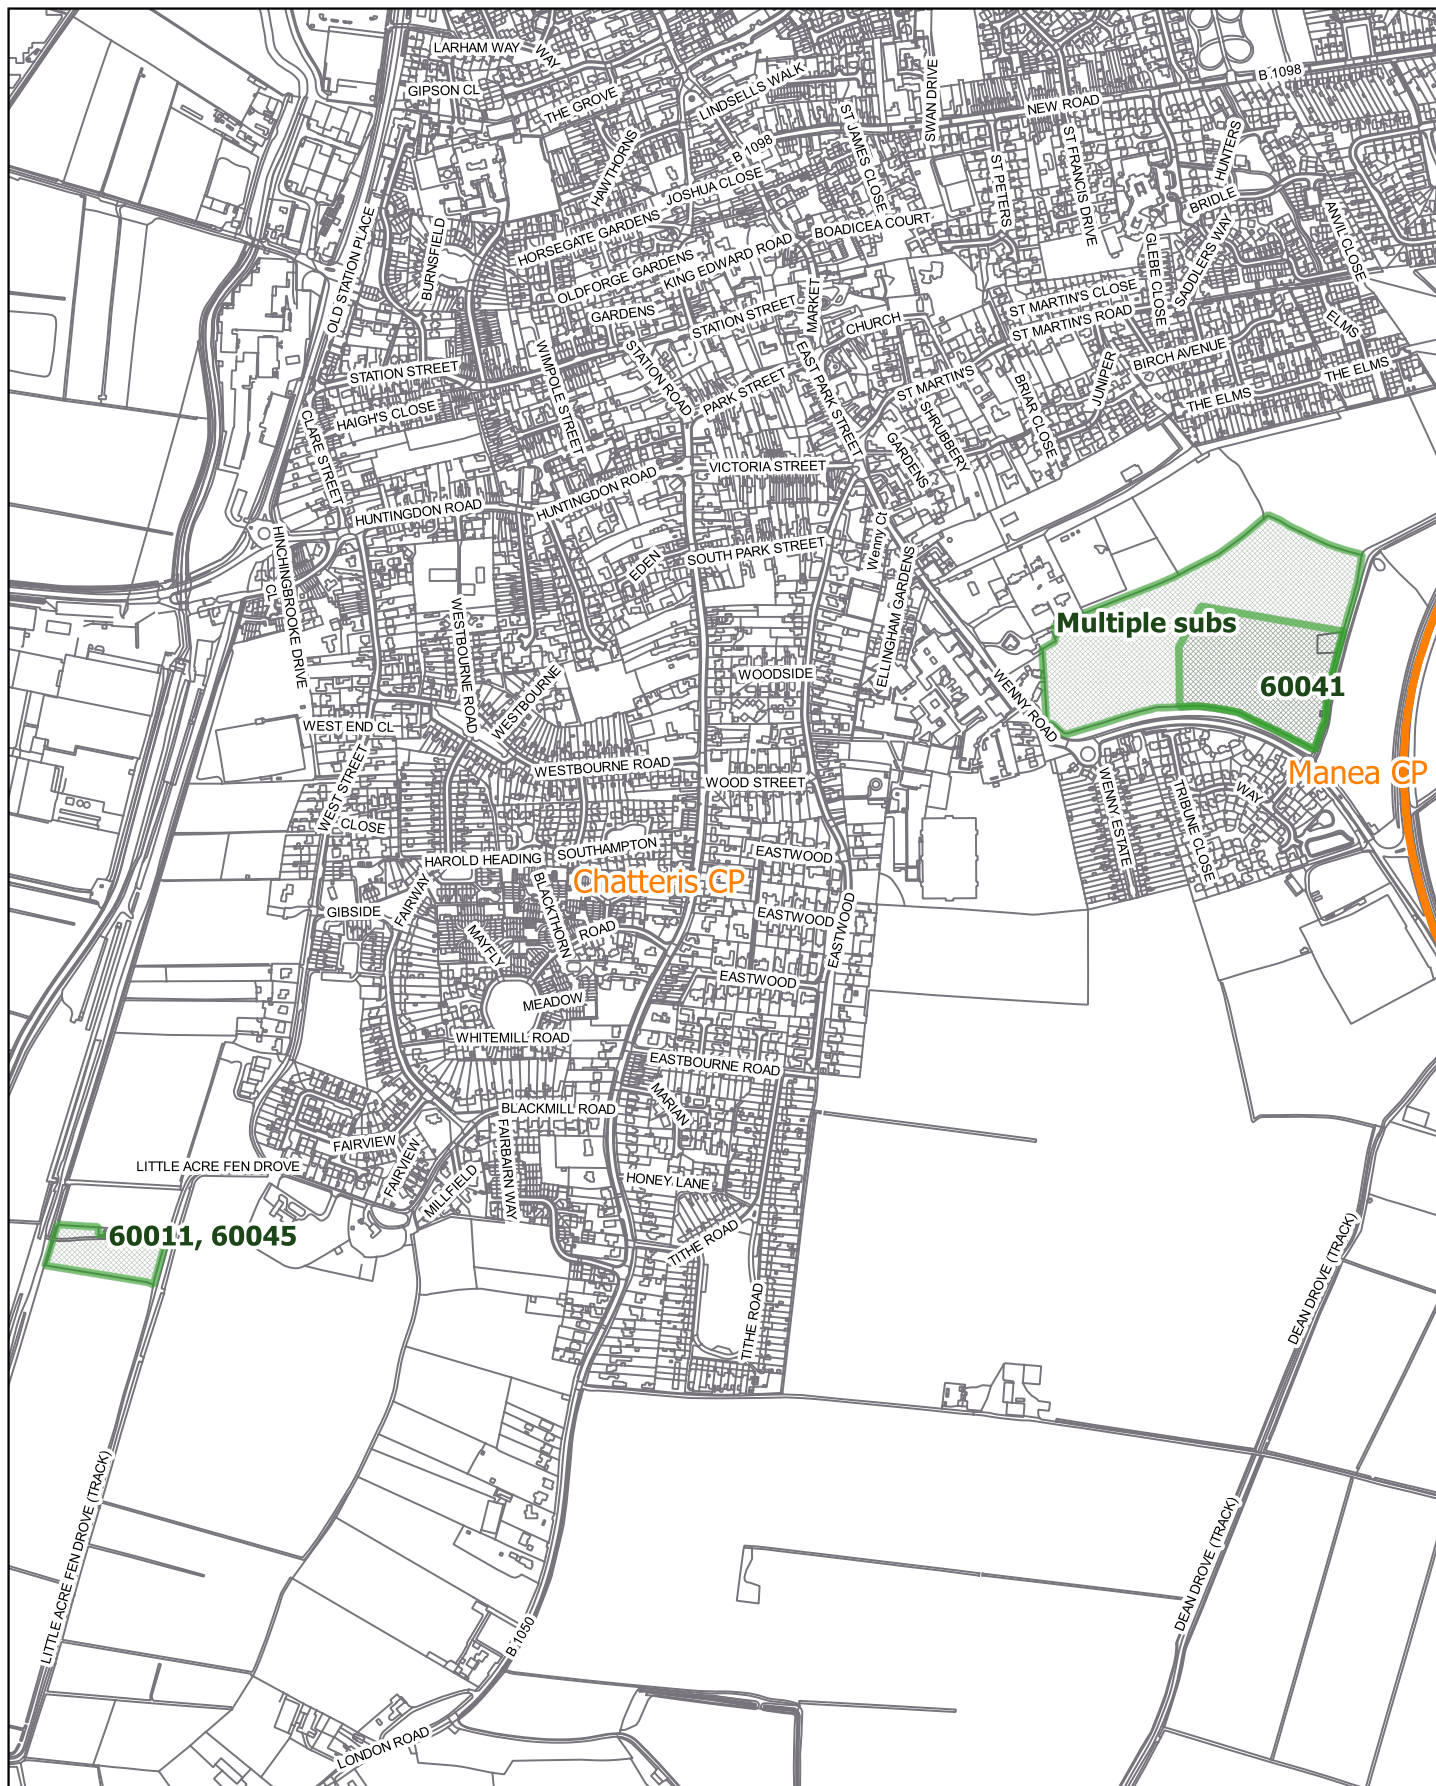 LARHAM WAY
WAY
GIPSON CL
THE GROVE
LINDSELLS WALK
SWAN DRIVE
B 1098
NEW ROAD
HAWTHORNS
B 1098
ST JAMES CLOSE
ST PETERS
ST FRANCIS DRIVE
HUNTERS
BRIDLE
JOSHUA CLOSE
OLD STATION PLACE
BURNSFIELD
HORSEGATE GARDENS
BOADICEA COURT
ANVIL CLOSE
OLDFORGE GARDENS
KING EDWARD ROAD
GLEBE CLOSE
SADDLERS WAY
GARDENS
STATION STREET
MARKET
CHURCH
ST MARTIN'S CLOSE
ST MARTIN'S ROAD
ELMS
STATION STREET
WIMPOLE STREET
STATION ROAD
PARK STREET
EAST PARK STREET
ST MARTIN'S
BIRCH AVENUE
THE ELMS
JUNIPER
THE ELMS
HAIGH'S CLOSE
CLARE STREET
SHRUBBERY
BRIAR CLOSE
GARDENS
VICTORIA STREET
HUNTINGDON ROAD
HUNTINGDON ROAD
HINCHINGBROOKE DRIVE
CL
EDEN
SOUTH PARK STREET
Wenny Ct
ELLINGHAM GARDENS
Multiple subs
60041
WESTBOURNE ROAD
WESTBOURNE
WOODSIDE
WENNY ROAD
WEST END CL
WEST STREET
WESTBOURNE ROAD
WOOD STREET
Manea CP
WENNY ESTATE
TRIBUNE CLOSE
WAY
CLOSE
HAROLD HEADING
SOUTHAMPTON
EASTWOOD
Chatteris CP
FAIRWAY
GIBSIDE
BLACKTHORN
ROAD
MAYFLY
EASTWOOD
EASTWOOD
EASTWOOD
MEADOW
WHITEMILL ROAD
EASTBOURNE ROAD
MARIAN
BLACKMILL ROAD
FAIRVIEW
FAIRVIEW
FAIRBAIRN WAY
LITTLE ACRE FEN DROVE
MILLFIELD
HONEY LANE
60011, 60045
TITHE ROAD
TITHE ROAD
DEAN DROVE (TRACK)
LITTLE ACRE FEN DROVE (TRACK)
DEAN DROVE (TRACK)
B 1050
LONDON ROAD